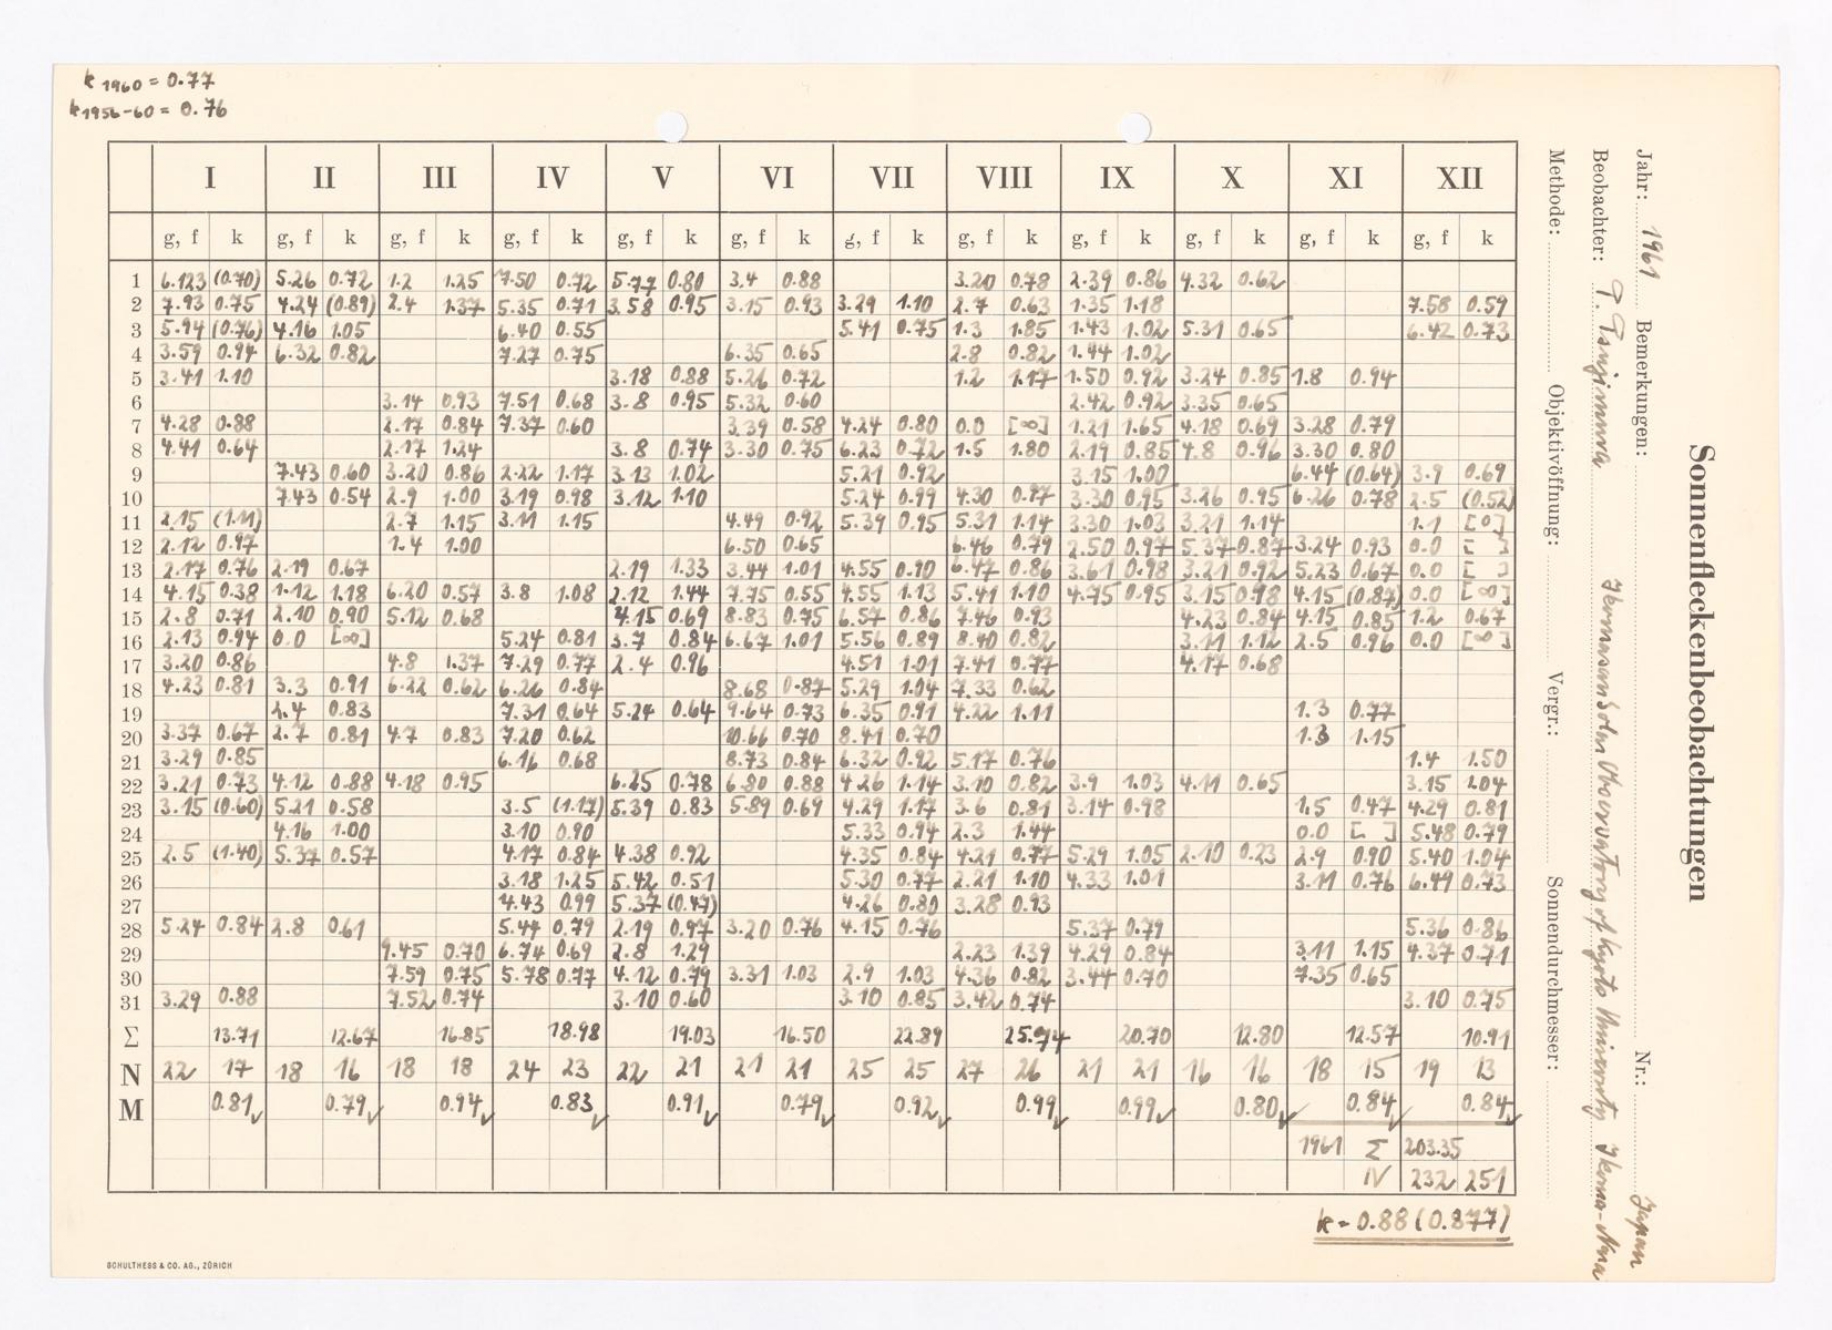 k 1960 = 0.77
k 1956-60 = 0.76
I II III IV V VI VII VIII IX X XI XII
g, f k g, f k g, f k g, f k g, f k g, f k g, f k g, f k g, f k g, f k g, f k g, f k
1 6.123 (0.70) 5.26 0.72 1.2 1.25 7.50 0.72 5.77 0.80 3.4 0.88 3.20 0.78 2.39 0.86 4.32 0.62
2 7.93 0.75 4.24 (0.89) 2.4 1.37 5.35 0.71 3.58 0.95 3.15 0.93 3.29 1.10 2.7 0.63 1.35 1.18 7.58 0.59
3 5.94 (0.76) 4.16 1.05 6.40 0.55 5.41 0.75 1.3 1.85 1.43 1.02 5.31 0.65 6.42 0.73
4 3.59 0.94 6.32 0.82 7.27 0.75 6.35 0.65 2.8 0.82 1.44 1.02
5 3.41 1.10 3.18 0.88 5.26 0.72 1.2 1.17 1.50 0.92 3.24 0.85 1.8 0.94
6 3.14 0.93 7.51 0.68 3.8 0.95 5.32 0.60 2.42 0.92 3.35 0.65
7 4.28 0.88 2.17 0.84 7.37 0.60 3.39 0.58 4.24 0.80 0.0 [∞] 1.21 1.65 4.18 0.69 3.28 0.79
8 4.41 0.64 2.17 1.24 3.8 0.74 3.30 0.75 6.23 0.72 1.5 1.80 2.19 0.85 4.8 0.96 3.30 0.80
9 7.43 0.60 3.20 0.86 2.22 1.17 3.13 1.02 5.21 0.92 3.15 1.00 6.44 (0.64) 3.9 0.69
10 7.43 0.54 2.9 1.00 3.19 0.98 3.12 1.10 5.24 0.99 4.30 0.97 3.30 0.95 3.26 0.95 6.26 0.78 2.5 (0.52)
11 2.15 (1.11) 2.7 1.15 3.11 1.15 4.49 0.92 5.39 0.95 5.31 1.14 3.30 1.03 3.21 1.14 1.1 [0]
12 2.12 0.97 1.4 1.00 6.50 0.65 6.46 0.79 2.50 0.97 5.37 0.87 3.24 0.93 0.0 [ ]
13 2.17 0.76 2.19 0.67 2.19 1.33 3.44 1.01 4.55 0.90 6.47 0.86 3.61 0.98 3.21 0.92 5.23 0.67 0.0 [ ]
14 4.15 0.38 1.12 1.18 6.20 0.57 3.8 1.08 2.12 1.44 7.75 0.55 4.55 1.13 5.41 1.10 4.75 0.95 3.15 0.98 4.15 (0.87) 0.0 [∞]
15 2.8 0.71 2.10 0.90 5.12 0.68 4.15 0.69 8.83 0.75 6.57 0.86 7.46 0.93 4.23 0.84 4.15 0.85 1.2 0.67
16 2.13 0.94 0.0 [∞] 5.24 0.81 3.7 0.84 6.67 1.01 5.56 0.89 8.40 0.82 3.11 1.12 2.5 0.96 0.0 [∞]
17 3.20 0.86 4.8 1.37 7.29 0.77 2.4 0.96 4.51 1.01 7.41 0.77 4.17 0.68
18 4.23 0.81 3.3 0.91 6.22 0.62 6.26 0.84 8.68 0.87 5.29 1.04 7.33 0.62
19 2.4 0.83 7.31 0.64 5.24 0.64 9.64 0.73 6.35 0.91 4.22 1.11 1.3 0.77
20 3.37 0.67 2.7 0.81 4.7 0.83 7.20 0.62 10.66 0.70 8.41 0.70 1.3 1.15
21 3.29 0.85 6.16 0.68 8.73 0.84 6.32 0.92 5.17 0.76 1.4 1.50
22 3.21 0.73 4.12 0.88 4.18 0.95 6.25 0.78 6.80 0.88 4.26 1.14 3.10 0.82 3.9 1.03 4.11 0.65 3.15 1.04
23 3.15 (0.60) 5.21 0.58 3.5 (1.17) 5.39 0.83 5.89 0.69 4.29 1.17 3.6 0.81 3.14 0.98 1.5 0.47 4.29 0.81
24 4.16 1.00 3.10 0.90 5.33 0.94 2.3 1.44 0.0 [ ] 5.48 0.79
25 2.5 (1.40) 5.37 0.57 4.17 0.84 4.38 0.92 4.35 0.84 4.21 0.77 5.29 1.05 2.10 0.23 2.9 0.90 5.40 1.04
26 3.18 1.25 5.42 0.51 5.30 0.77 2.21 1.10 4.33 1.01 3.11 0.76 6.49 0.73
27 4.43 0.99 5.37 (0.47) 4.26 0.80 3.28 0.93
28 5.24 0.84 2.8 0.61 5.44 0.79 2.19 0.97 3.20 0.76 4.15 0.76 5.37 0.79 5.36 0.86
29 9.45 0.70 6.74 0.69 2.8 1.29 2.23 1.39 4.29 0.84 3.11 1.15 4.37 0.71
30 7.59 0.75 5.78 0.77 4.12 0.79 3.31 1.03 2.9 1.03 4.36 0.82 3.44 0.70 7.35 0.65
31 3.29 0.88 7.52 0.74 3.10 0.60 3.10 0.85 3.42 0.74 3.10 0.75
Σ 13.71 12.67 16.85 18.98 19.03 16.50 22.89 25.74 20.70 12.80 12.57 10.91
N 22 17 18 16 18 18 24 23 22 21 21 21 25 25 27 26 21 21 16 16 18 15 19 13
M 0.81 0.79 0.94 0.83 0.91 0.79 0.92 0.99 0.99 0.80 0.84 0.84
1961 Σ 203.35
N 232 251
k = 0.88 (0.877)
SCHULTHESS & CO. AG., ZÜRICH
Sonnenfleckenbeobachtungen
Jahr: 1961 Bemerkungen: Nr.: Japan
Beobachter: T. Tsujimura Ikomasan Solar Observatory of Kyoto University Ikoma-Nara
Methode: Objektivöffnung: Vergr.: Sonnendurchmesser: